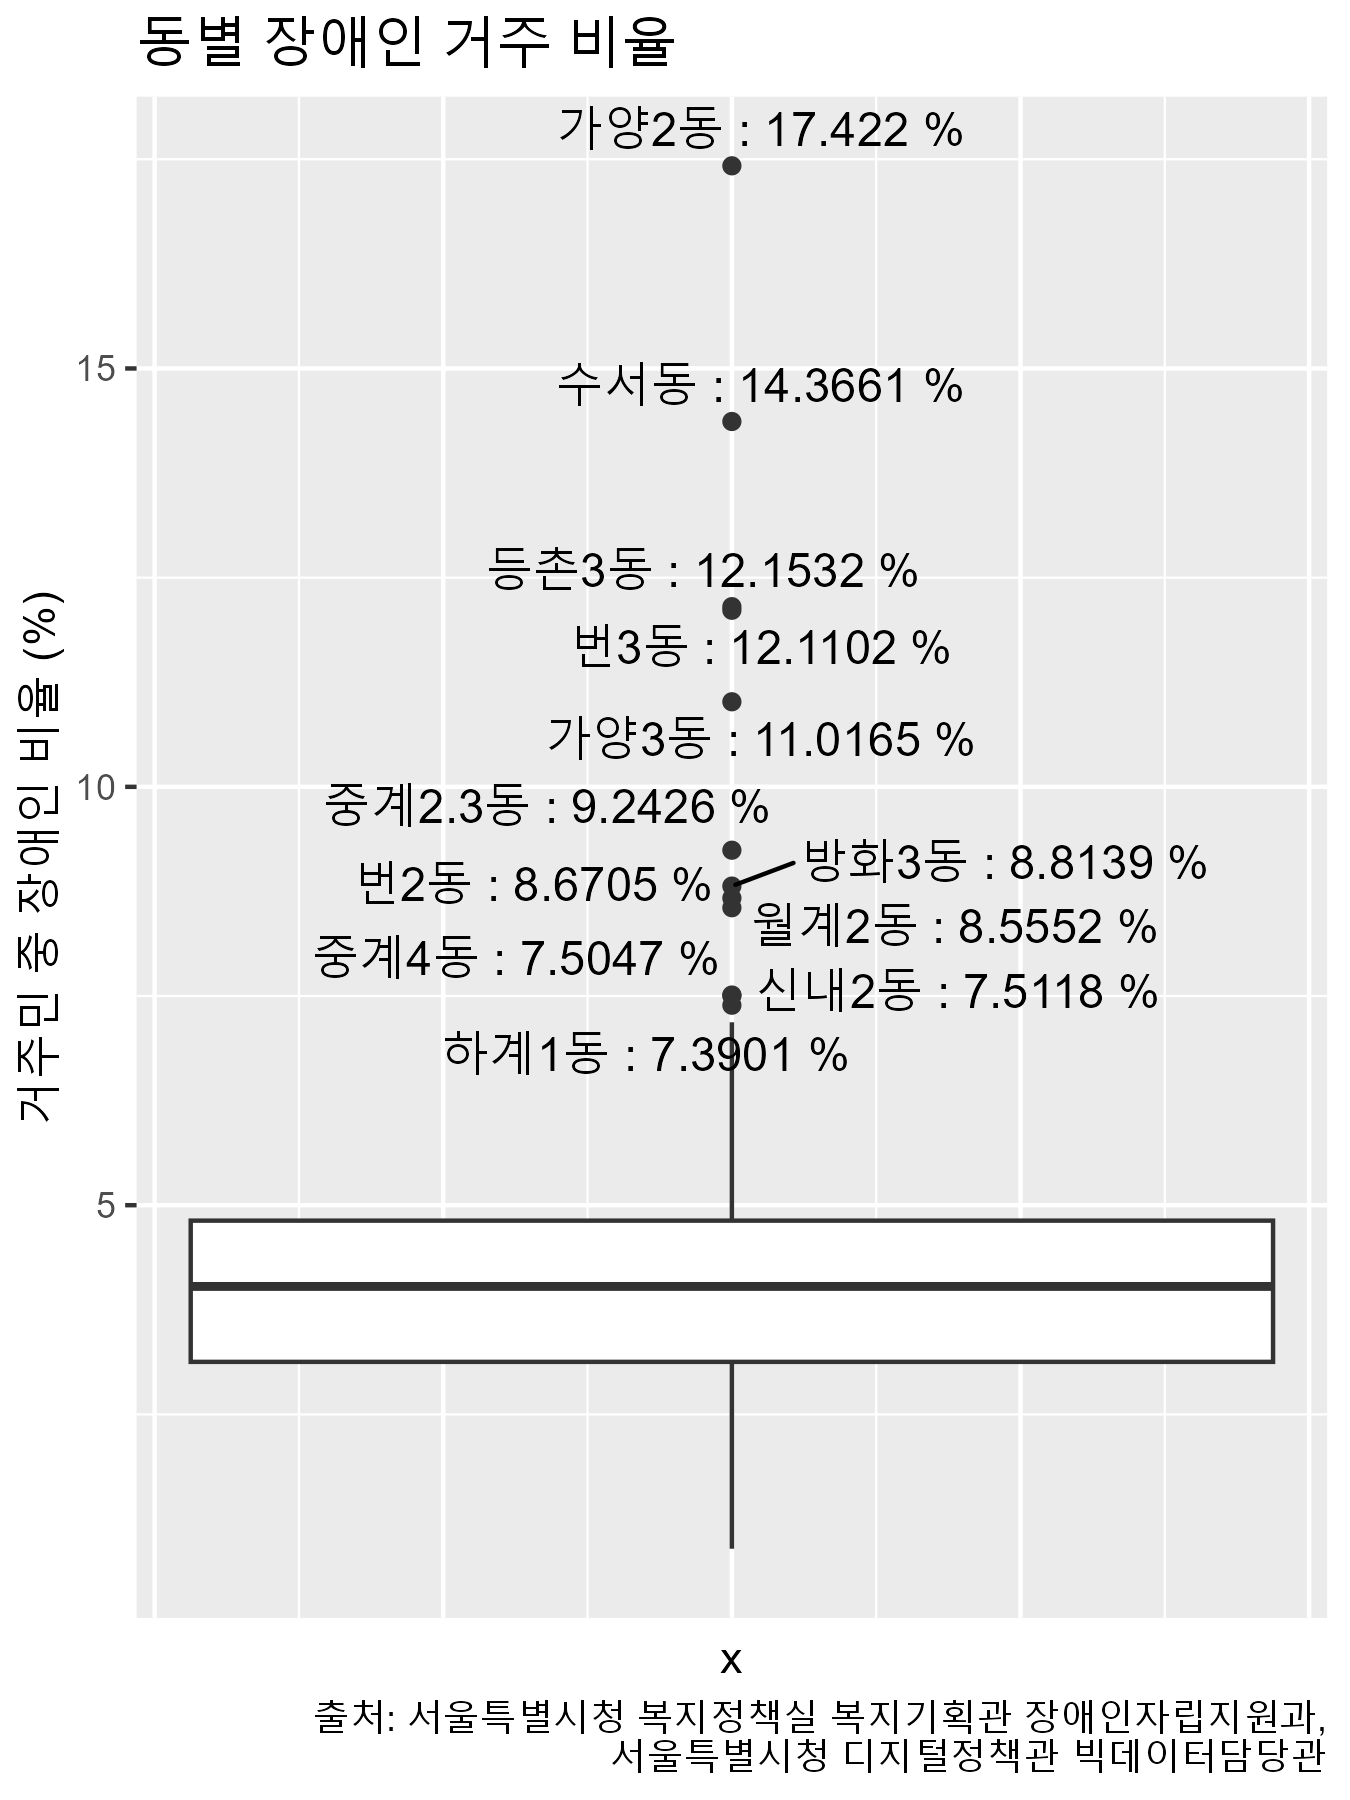 동별 장애인 거주 비율
거주민 중 장애인 비율 (%)
15
10
5
가양2동 : 17.422 %
수서동 : 14.3661 %
등촌3동 : 12.1532 %
번3동 : 12.1102 %
가양3동 : 11.0165 %
중계2.3동 : 9.2426 %
방화3동 : 8.8139 %
번2동 : 8.6705 %
월계2동 : 8.5552 %
중계4동 : 7.5047 %
신내2동 : 7.5118 %
하계1동 : 7.3901 %
x
출처: 서울특별시청 복지정책실 복지기획관 장애인자립지원과,
서울특별시청 디지털정책관 빅데이터담당관